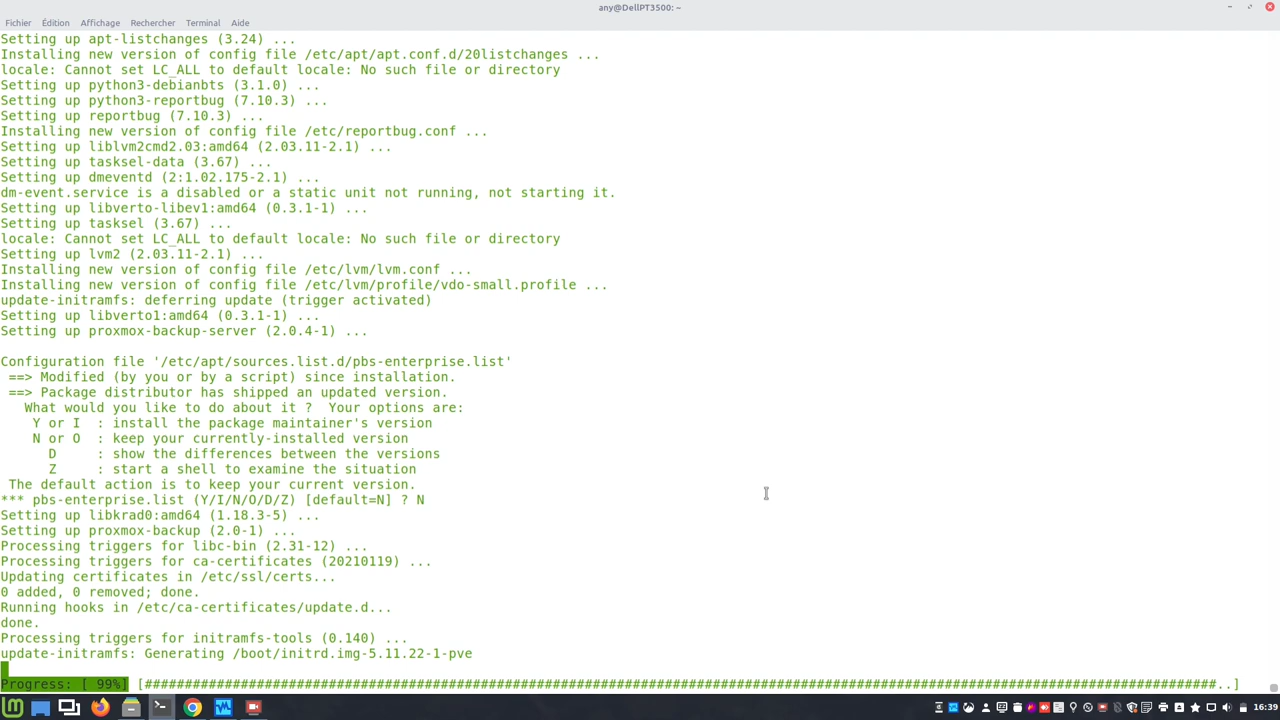 any@DellPT3500: ~
Fichier Édition Affichage Rechercher Terminal Aide
Setting up apt-listchanges (3.24) ...
Installing new version of config file /etc/apt/apt.conf.d/20listchanges ...
locale: Cannot set LC_ALL to default locale: No such file or directory
Setting up python3-debianbts (3.1.0) ...
Setting up python3-reportbug (7.10.3) ...
Setting up reportbug (7.10.3) ...
Installing new version of config file /etc/reportbug.conf ...
Setting up liblvm2cmd2.03:amd64 (2.03.11-2.1) ...
Setting up tasksel-data (3.67) ...
Setting up dmeventd (2:1.02.175-2.1) ...
dm-event.service is a disabled or a static unit not running, not starting it.
Setting up libverto-libev1:amd64 (0.3.1-1) ...
Setting up tasksel (3.67) ...
locale: Cannot set LC_ALL to default locale: No such file or directory
Setting up lvm2 (2.03.11-2.1) ...
Installing new version of config file /etc/lvm/lvm.conf ...
Installing new version of config file /etc/lvm/profile/vdo-small.profile ...
update-initramfs: deferring update (trigger activated)
Setting up libverto1:amd64 (0.3.1-1) ...
Setting up proxmox-backup-server (2.0.4-1) ...
Configuration file '/etc/apt/sources.list.d/pbs-enterprise.list'
==> Modified (by you or by a script) since installation.
==> Package distributor has shipped an updated version.
What would you like to do about it ?  Your options are:
Y or I  : install the package maintainer's version
N or O  : keep your currently-installed version
D     : show the differences between the versions
Z     : start a shell to examine the situation
The default action is to keep your current version.
*** pbs-enterprise.list (Y/I/N/O/D/Z) [default=N] ? N
Setting up libkrad0:amd64 (1.18.3-5) ...
Setting up proxmox-backup (2.0-1) ...
Processing triggers for libc-bin (2.31-12) ...
Processing triggers for ca-certificates (20210119) ...
Updating certificates in /etc/ssl/certs...
0 added, 0 removed; done.
Running hooks in /etc/ca-certificates/update.d...
done.
Processing triggers for initramfs-tools (0.140) ...
update-initramfs: Generating /boot/initrd.img-5.11.22-1-pve
Progress: [ 99%] [######################################################################################################################################..]
16:39